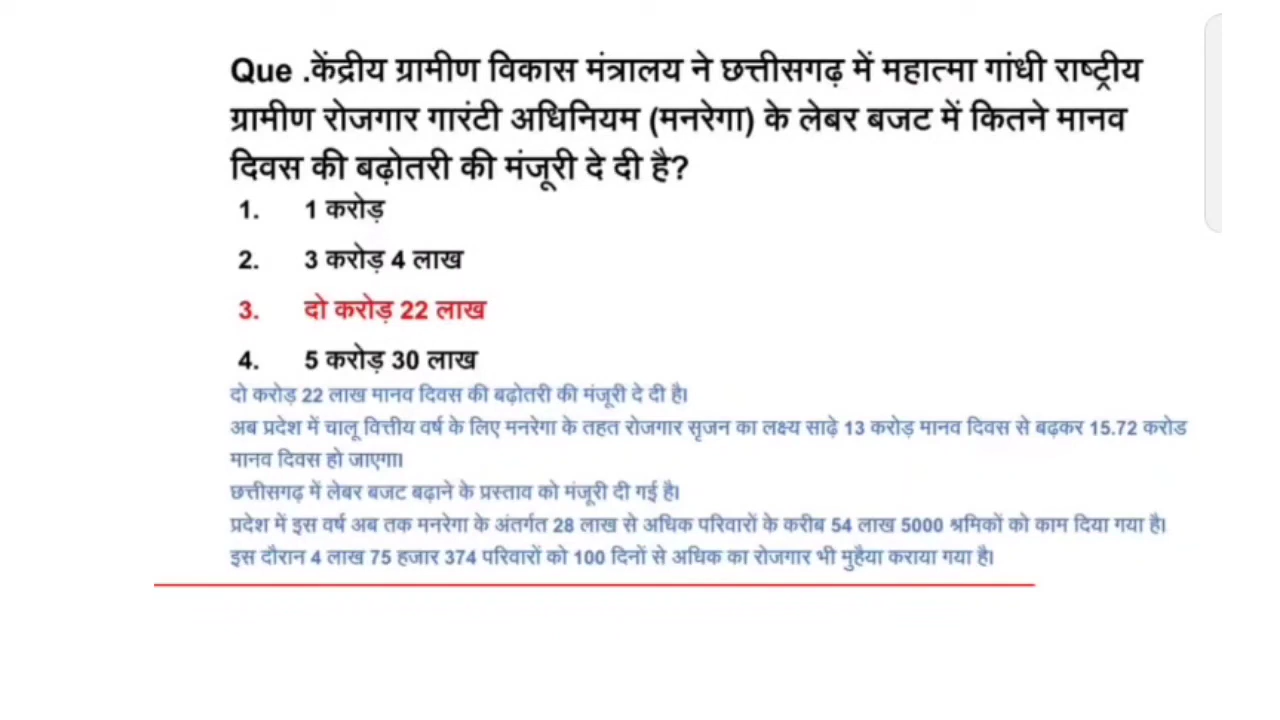 Que .केंद्रीय ग्रामीण विकास मंत्रालय ने छत्तीसगढ़ में महात्मा गांधी राष्ट्रीय
ग्रामीण रोजगार गारंटी अधिनियम (मनरेगा) के लेबर बजट में कितने मानव
दिवस की बढ़ोतरी की मंजूरी दे दी है?
1. 1 करोड़
2. 3 करोड़ 4 लाख
3. दो करोड़ 22 लाख
4. 5 करोड़ 30 लाख
दो करोड़ 22 लाख मानव दिवस की बढ़ोतरी की मंजूरी दे दी है।
अब प्रदेश में चालू वित्तीय वर्ष के लिए मनरेगा के तहत रोजगार सृजन का लक्ष्य साढ़े 13 करोड़ मानव दिवस से बढ़कर 15.72 करोड
मानव दिवस हो जाएगा।
छत्तीसगढ़ में लेबर बजट बढ़ाने के प्रस्ताव को मंजूरी दी गई है।
प्रदेश में इस वर्ष अब तक मनरेगा के अंतर्गत 28 लाख से अधिक परिवारों के करीब 54 लाख 5000 श्रमिकों को काम दिया गया है।
इस दौरान 4 लाख 75 हजार 374 परिवारों को 100 दिनों से अधिक का रोजगार भी मुहैया कराया गया है।